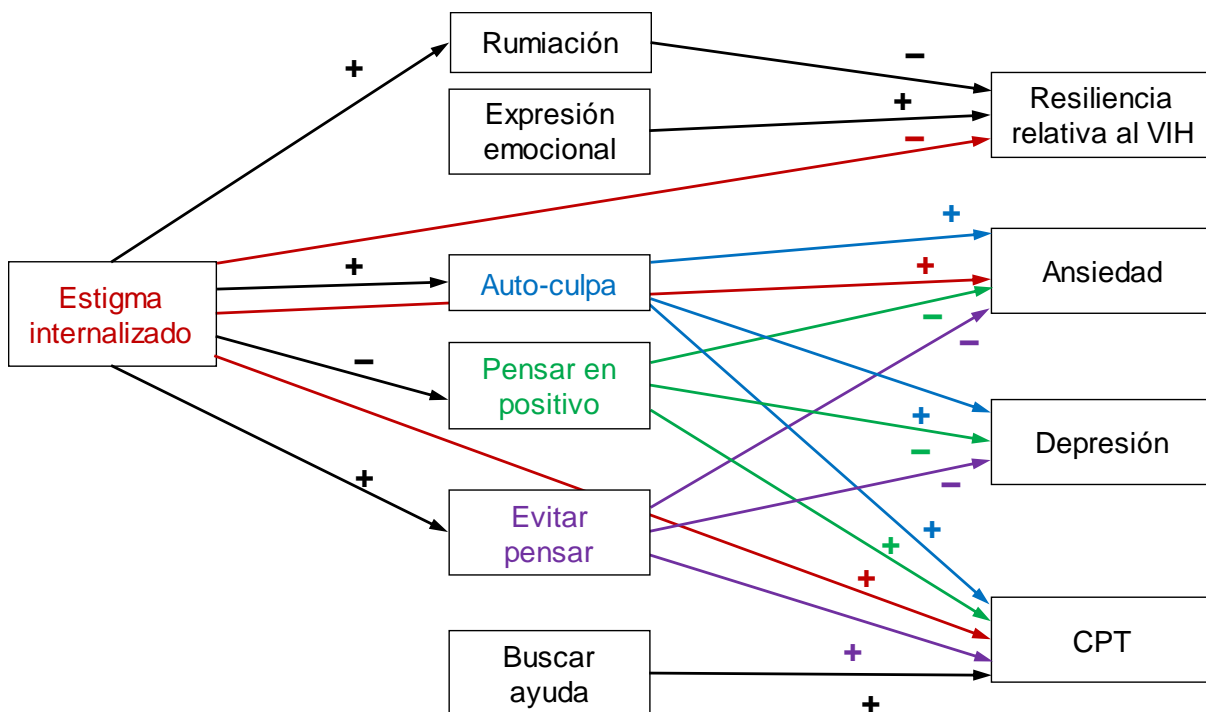 Rumiación
+
−
Expresión
emocional
+
−
Resiliencia
relativa al VIH
Estigma
internalizado
+
Auto-culpa
+
+
−
−
Ansiedad
−
Pensar en
positivo
+
−
−
Depresión
+
Evitar
pensar
+
+
+
CPT
Buscar
ayuda
+
+